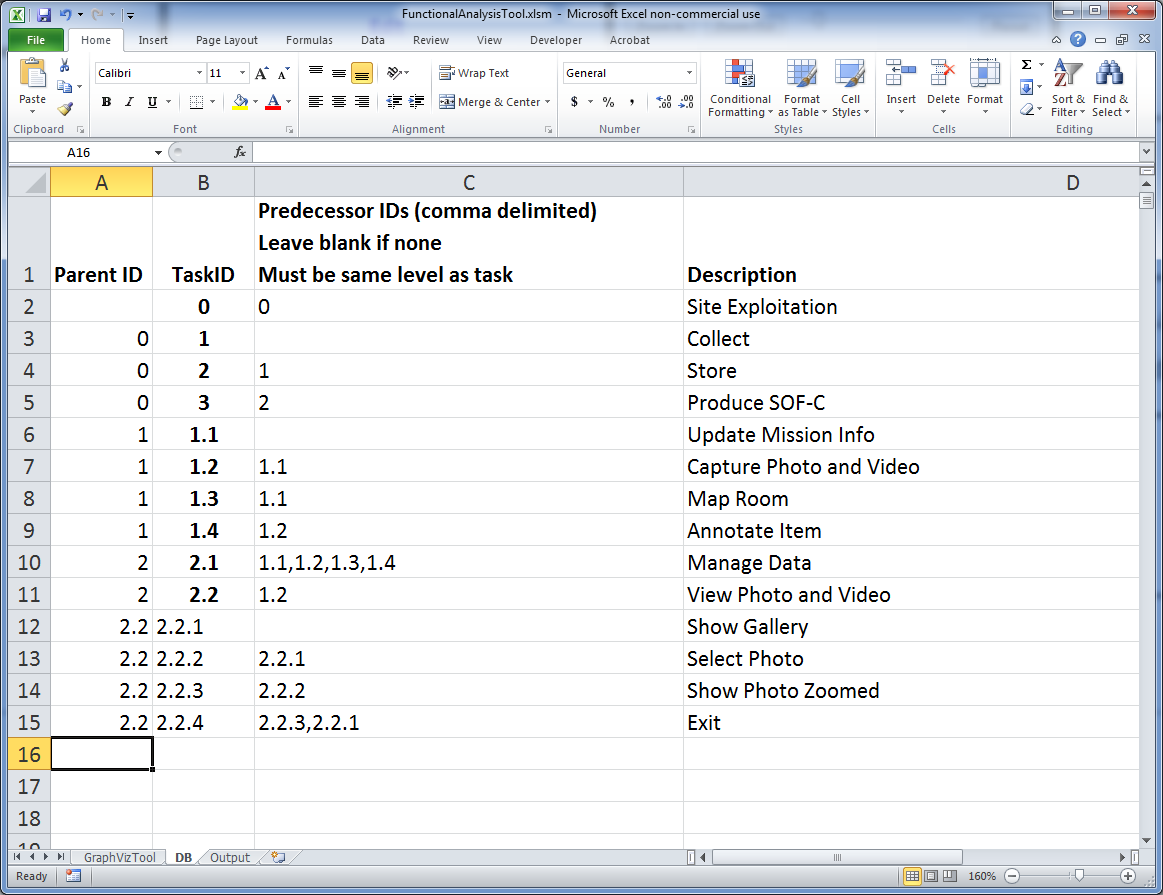 FunctionalAnalysisTool.xlsm - Microsoft Excel non-commercial use
File Home Insert Page Layout Formulas Data Review View Developer Acrobat
Paste Calibri 11 Wrap Text General Conditional Formatting Format as Table Cell Styles Insert Delete Format Sort & Filter Find & Select
B I U Merge & Center $ % ,
Clipboard Font Alignment Number Styles Cells Editing
A16 fx
A B C D
1 Parent ID TaskID Predecessor IDs (comma delimited)
Leave blank if none
Must be same level as task Description
2 0 0 Site Exploitation
3 0 1 Collect
4 0 2 1 Store
5 0 3 2 Produce SOF-C
6 1 1.1 Update Mission Info
7 1 1.2 1.1 Capture Photo and Video
8 1 1.3 1.1 Map Room
9 1 1.4 1.2 Annotate Item
10 2 2.1 1.1,1.2,1.3,1.4 Manage Data
11 2 2.2 1.2 View Photo and Video
12 2.2 2.2.1 Show Gallery
13 2.2 2.2.2 2.2.1 Select Photo
14 2.2 2.2.3 2.2.2 Show Photo Zoomed
15 2.2 2.2.4 2.2.3,2.2.1 Exit
16
17
18
19
GraphVizTool DB Output
Ready 160%